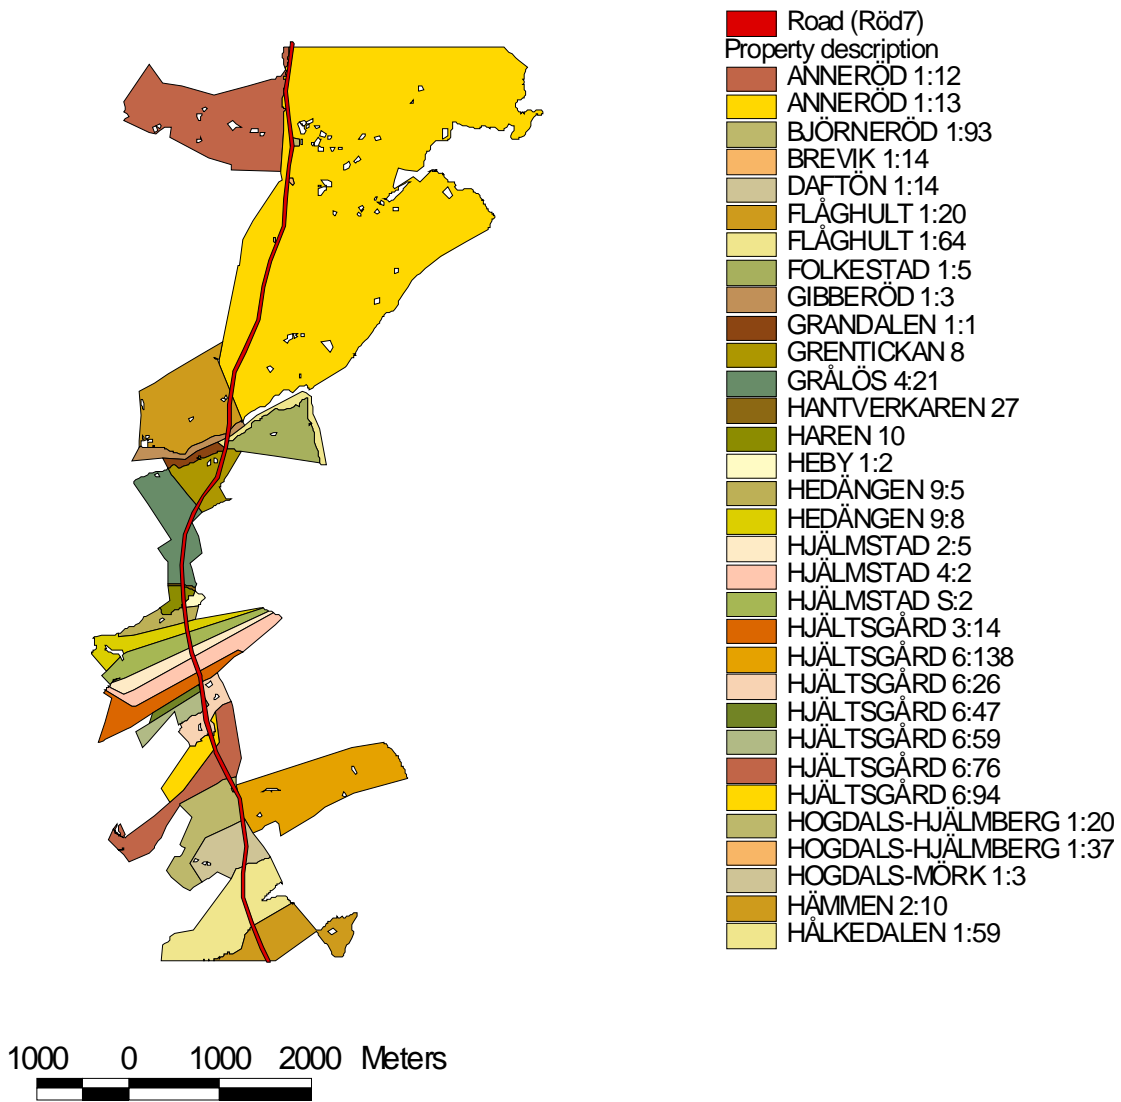 Road (Röd7)
Property description
ANNERÖD 1:12
ANNERÖD 1:13
BJÖRNERÖD 1:93
BREVIK 1:14
DAFTÖN 1:14
FLÅGHULT 1:20
FLÅGHULT 1:64
FOLKESTAD 1:5
GIBBERÖD 1:3
GRANDALEN 1:1
GRENTICKAN 8
GRÅLÖS 4:21
HANTVERKAREN 27
HAREN 10
HEBY 1:2
HEDÄNGEN 9:5
HEDÄNGEN 9:8
HJÄLMSTAD 2:5
HJÄLMSTAD 4:2
HJÄLMSTAD S:2
HJÄLTSGÅRD 3:14
HJÄLTSGÅRD 6:138
HJÄLTSGÅRD 6:26
HJÄLTSGÅRD 6:47
HJÄLTSGÅRD 6:59
HJÄLTSGÅRD 6:76
HJÄLTSGÅRD 6:94
HOGDALS-HJÄLMBERG 1:20
HOGDALS-HJÄLMBERG 1:37
HOGDALS-MÖRK 1:3
HÄMMEN 2:10
HÅLKEDALEN 1:59
1000 0 1000 2000 Meters